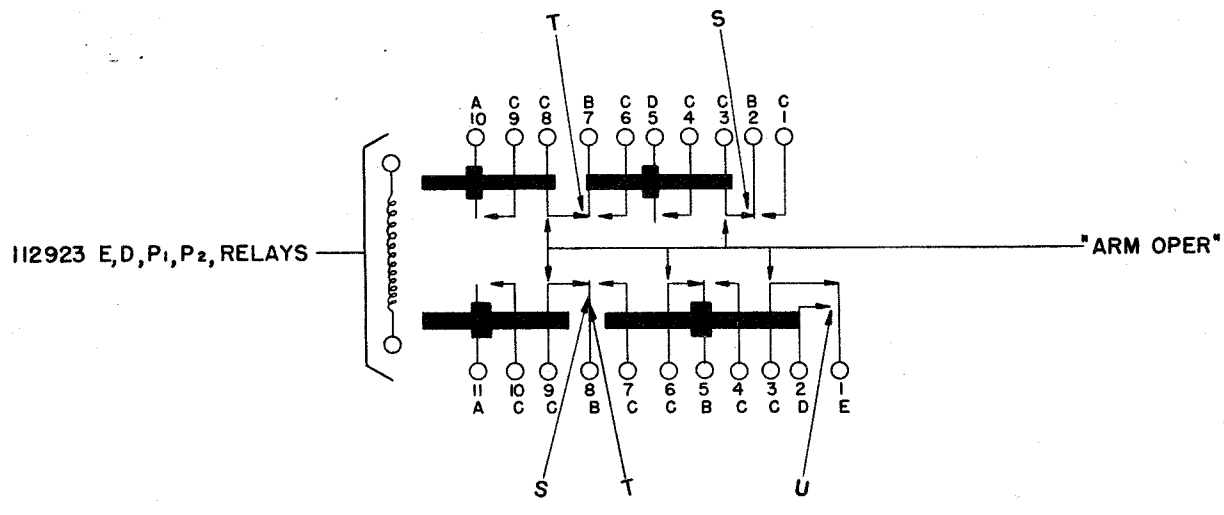 T S
A C C B C D C C B C
10 9 8 7 6 5 4 3 2 1
112923 E, D, P1, P2, RELAYS
"ARM OPER"
11 10 9 8 7 6 5 4 3 2 1
A C C B C C B C C D E
S T U